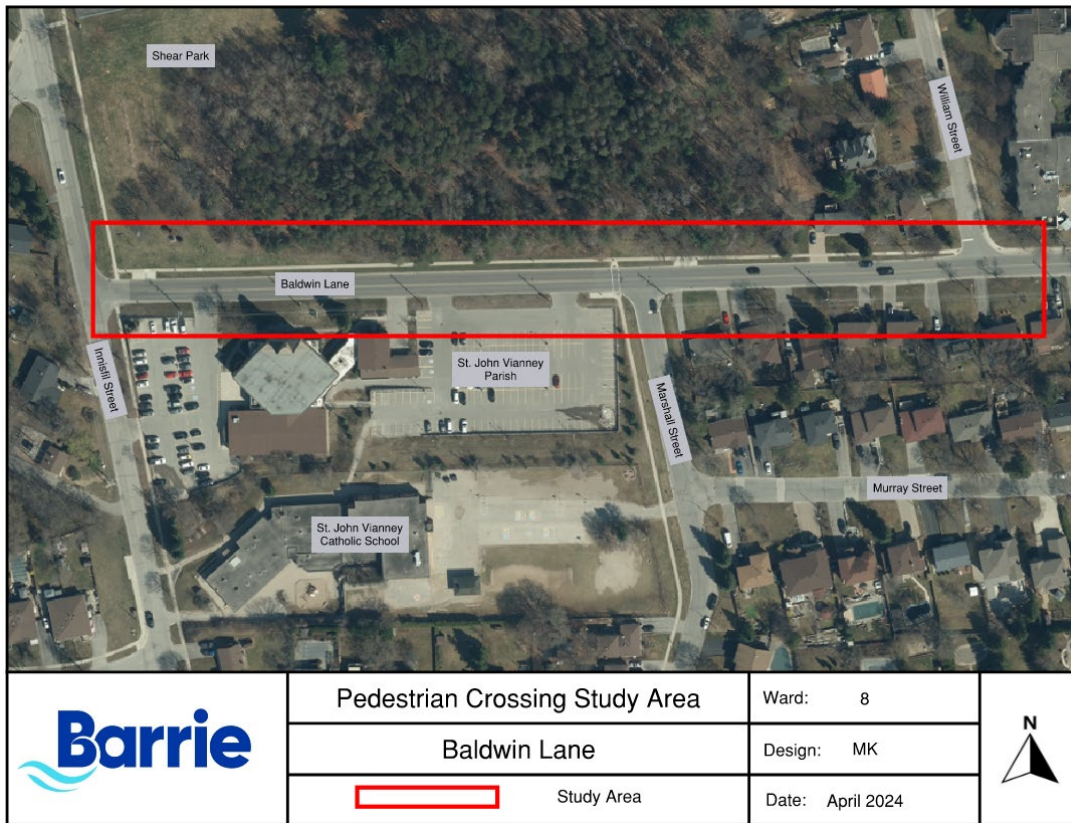 Shear Park
William Street
Baldwin Lane
Innisfil Street
St. John Vianney
Parish
Marshall Street
Murray Street
St. John Vianney
Catholic School
Barrie
Pedestrian Crossing Study Area
Baldwin Lane
Study Area
Ward: 8
Design: MK
Date: April 2024
N